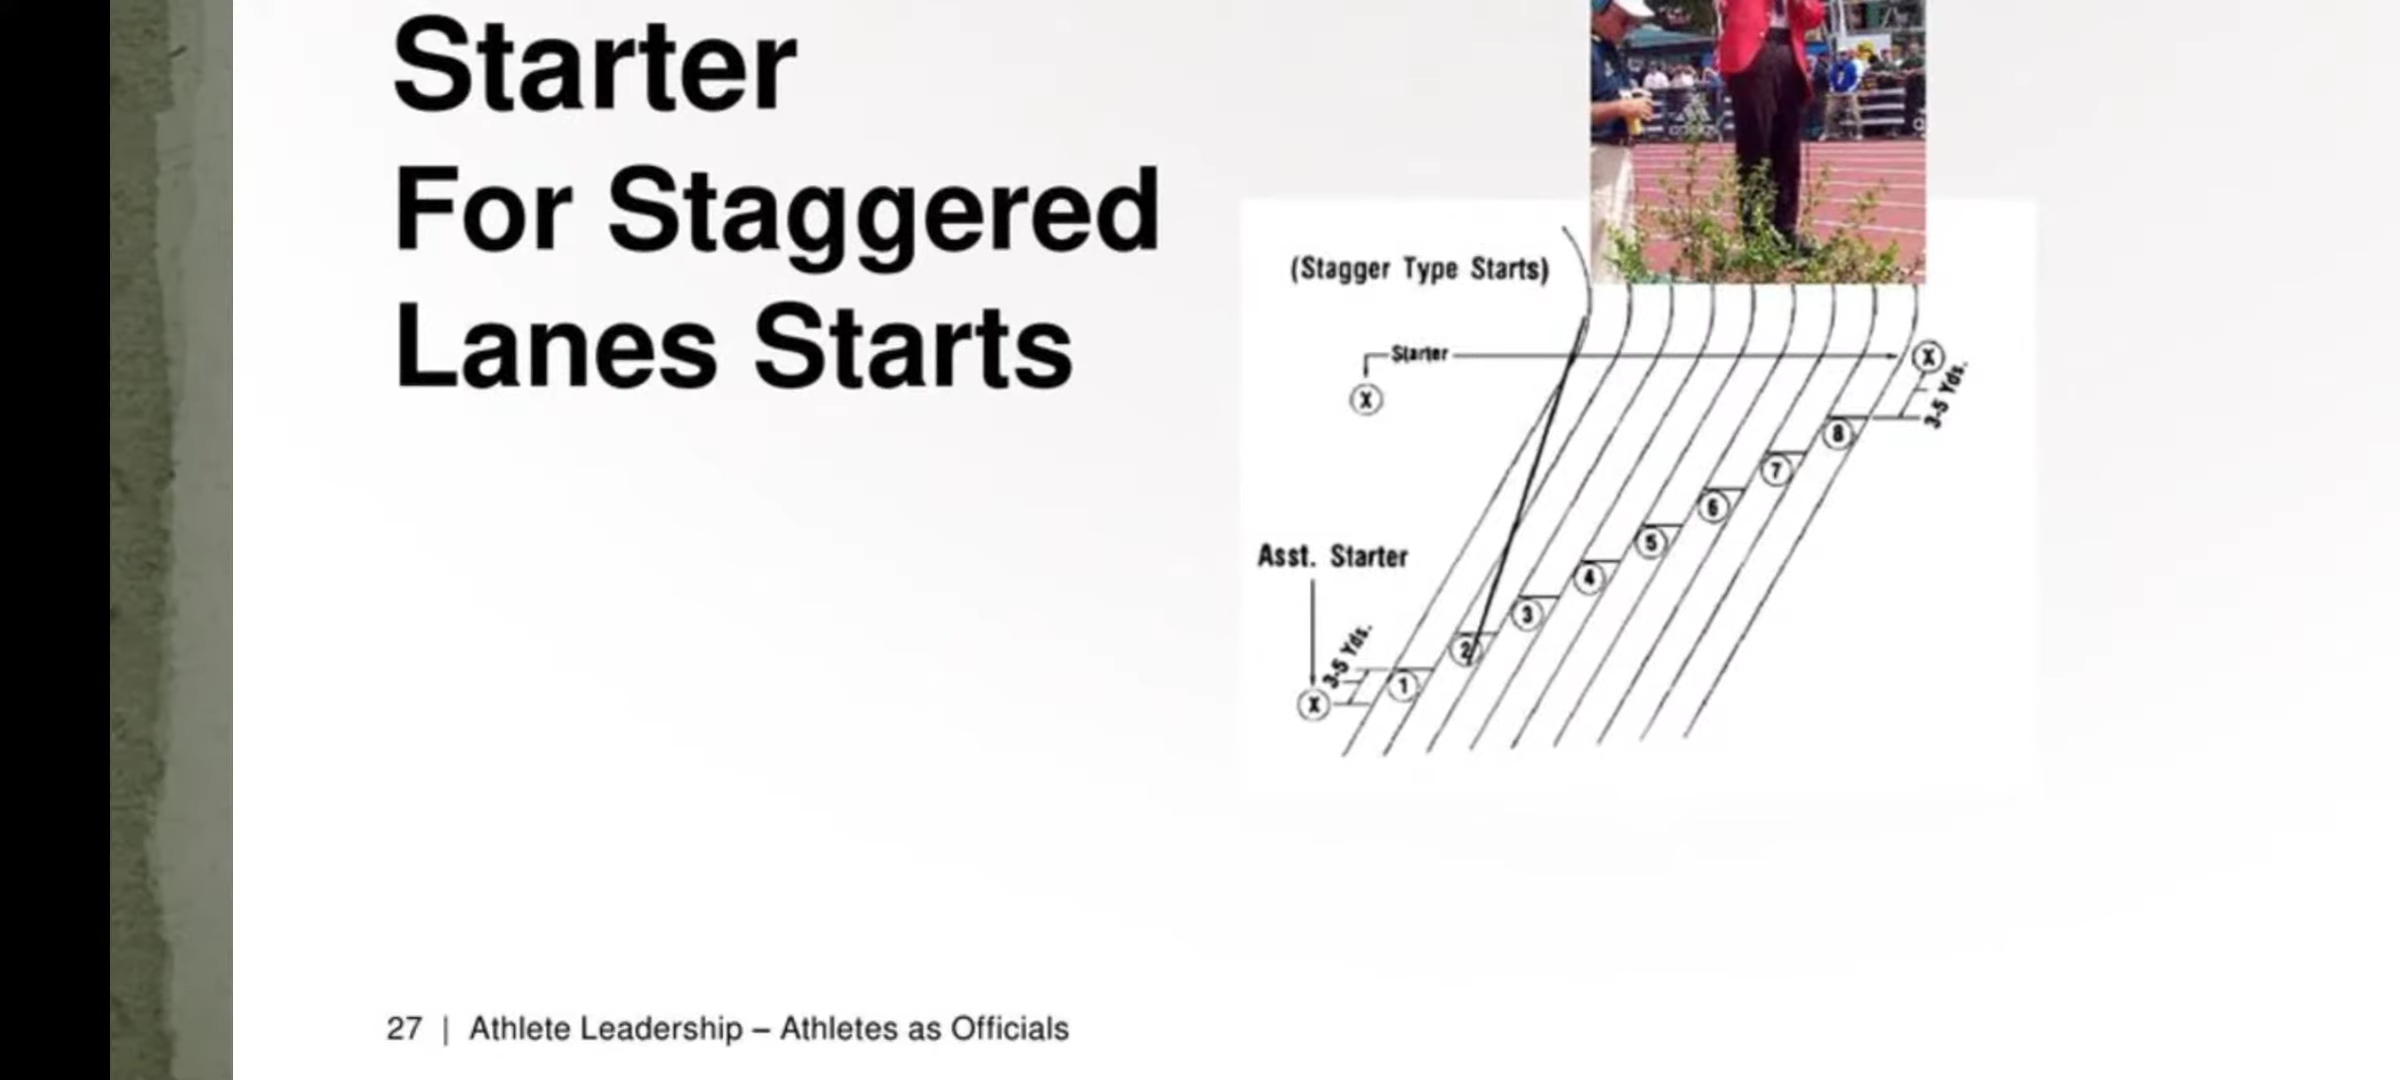 Starter
For Staggered
Lanes Starts
(Stagger Type Starts)
Starter
X
X
3-5 Yds.
8
7
6
5
4
3
2
1
Asst. Starter
3-5 Yds.
X
27 | Athlete Leadership – Athletes as Officials